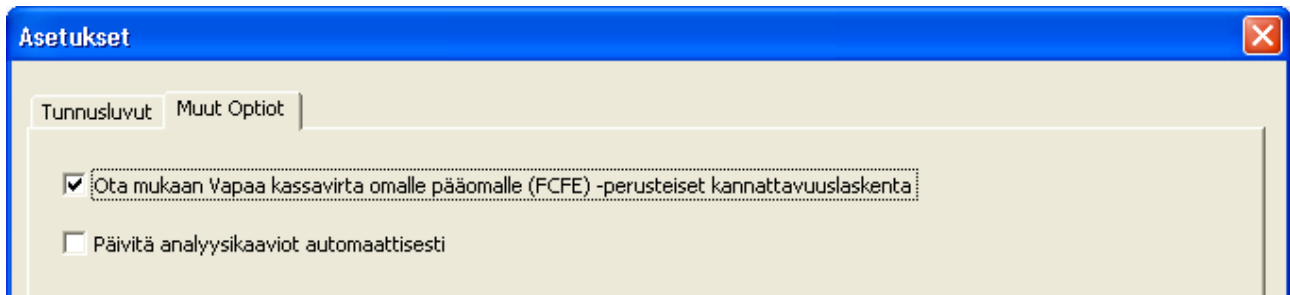 Asetukset
Tunnusluvut Muut Optiot
Ota mukaan Vapaa kassavirta omalle pääomalle (FCFE) -perusteiset kannattavuuslaskenta
Päivitä analyysikaaviot automaattisesti